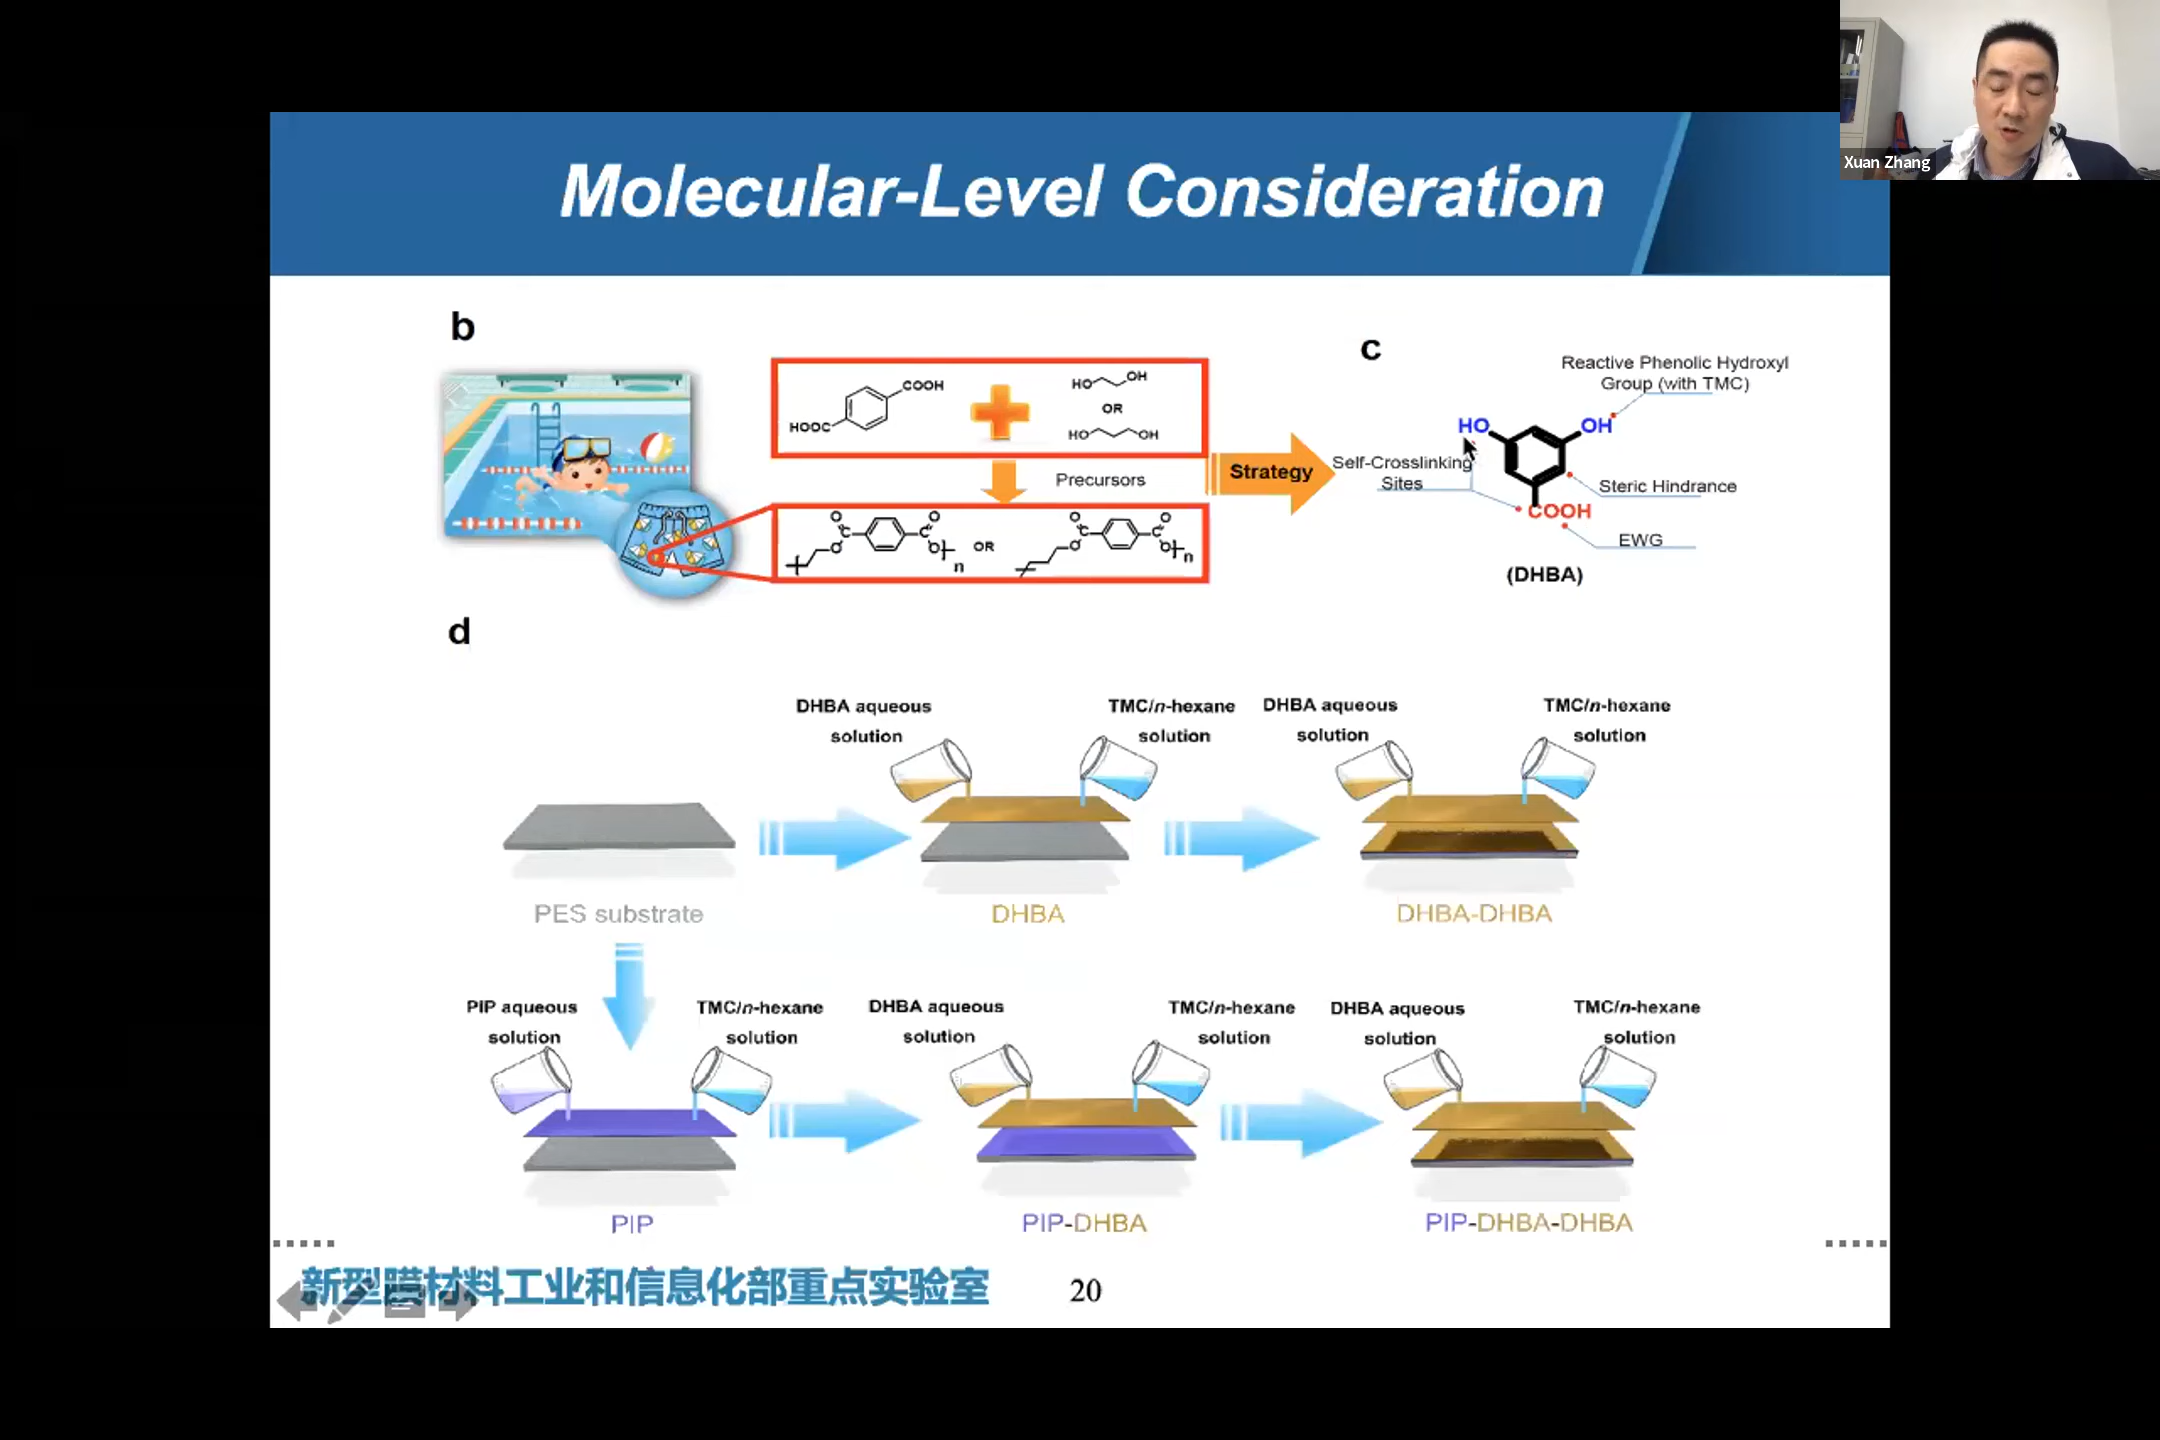 Xuan Zhang
Molecular-Level Consideration
b
COOH
HOOC
HO
OH
OR
HO
OH
Precursors
O
O
C
C
O
O
n
OR
O
O
C
C
O
O
n
Strategy
c
Reactive Phenolic Hydroxyl
Group (with TMC)
HO
OH
Self-Crosslinking
Sites
Steric Hindrance
COOH
EWG
(DHBA)
d
DHBA aqueous
solution
TMC/n-hexane
solution
DHBA aqueous
solution
TMC/n-hexane
solution
PES substrate
DHBA
DHBA-DHBA
PIP aqueous
solution
TMC/n-hexane
solution
DHBA aqueous
solution
TMC/n-hexane
solution
DHBA aqueous
solution
TMC/n-hexane
solution
PIP
PIP-DHBA
PIP-DHBA-DHBA
新型膜材料工业和信息化部重点实验室
20